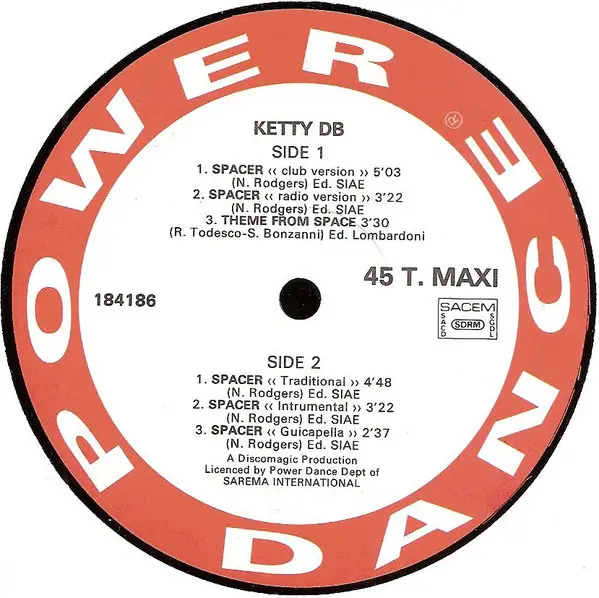 POWER DANCE
®
KETTY DB
SIDE 1
1. SPACER ‹‹ club version ›› 5'03
(N. Rodgers) Ed. SIAE
2. SPACER ‹‹ radio version ›› 3'22
(N. Rodgers) Ed. SIAE
3. THEME FROM SPACE 3'30
(R. Todesco-S. Bonzanni) Ed. Lombardoni
184186
45 T. MAXI
SACEM
SACD
SDRM
SGDL
SIDE 2
1. SPACER ‹‹ Traditional ›› 4'48
(N. Rodgers) Ed. SIAE
2. SPACER ‹‹ Intrumental ›› 3'22
(N. Rodgers) Ed. SIAE
3. SPACER ‹‹ Guicapella ›› 2'37
(N. Rodgers) Ed. SIAE
A Discomagic Production
Licenced by Power Dance Dept of
SAREMA INTERNATIONAL